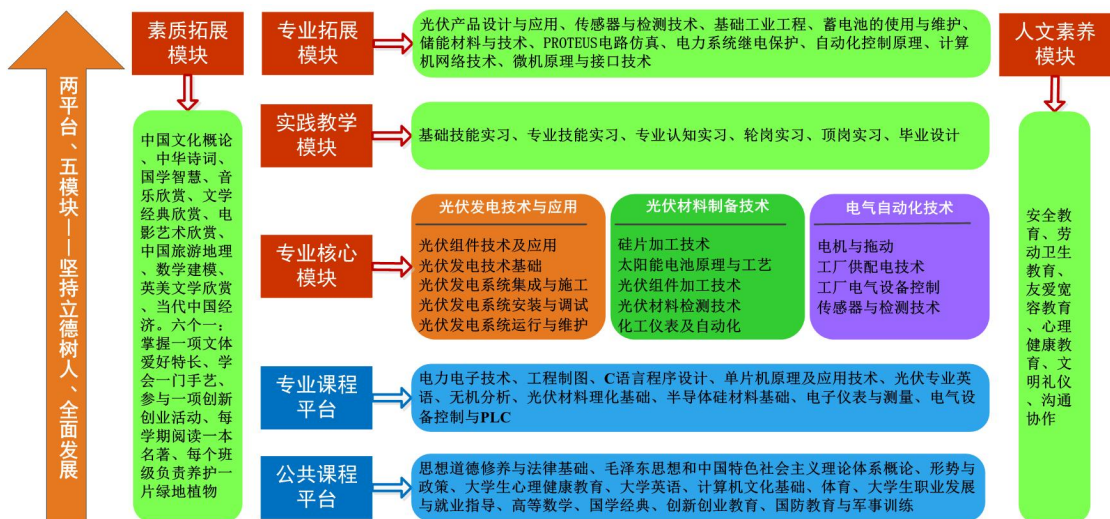 两平台、五模块——坚持立德树人、全面发展
素质拓展
模块
中国文化概论
、中华诗词、
国学智慧、音
乐欣赏、文学
经典欣赏、电
影艺术欣赏、
中国旅游地理
、数学建模、
英美文学欣赏
、当代中国经
济。六个一：
掌握一项文体
爱好特长、学
会一门手艺、
参与一项创新
创业活动、每
学期阅读一本
名著、每个班
级负责养护一
片绿地植物
专业拓展
模块
光伏产品设计与应用、传感器与检测技术、基础工业工程、蓄电池的使用与维护、
储能材料与技术、PROTEUS电路仿真、电力系统继电保护、自动化控制原理、计算
机网络技术、微机原理与接口技术
实践教学
模块
基础技能实习、专业技能实习、专业认知实习、轮岗实习、顶岗实习、毕业设计
专业核心
模块
光伏发电技术与应用
光伏组件技术及应用
光伏发电技术基础
光伏发电系统集成与施工
光伏发电系统安装与调试
光伏发电系统运行与维护
光伏材料制备技术
硅片加工技术
太阳能电池原理与工艺
光伏组件加工技术
光伏材料检测技术
化工仪表及自动化
电气自动化技术
电机与拖动
工厂供配电技术
工厂电气设备控制
传感器与检测技术
专业课程
平台
电力电子技术、工程制图、C语言程序设计、单片机原理及应用技术、光伏专业英
语、无机分析、光伏材料理化基础、半导体硅材料基础、电子仪表与测量、电气设
备控制与PLC
公共课程
平台
思想道德修养与法律基础、毛泽东思想和中国特色社会主义理论体系概论、形势与
政策、大学生心理健康教育、大学英语、计算机文化基础、体育、大学生职业发展
与就业指导、高等数学、国学经典、创新创业教育、国防教育与军事训练
人文素养
模块
安全教
育、劳
动卫生
教育、
友爱宽
容教育
、心理
健康教
育、文
明礼仪
、沟通
协作